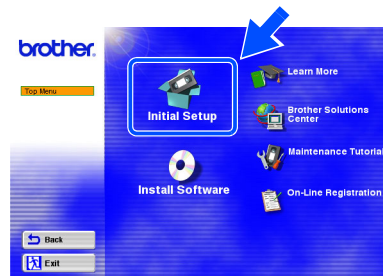 brother.
Top Menu
Initial Setup
Install Software
Learn More
Brother Solutions
Center
Maintenance Tutorial
On-Line Registration
Back
Exit